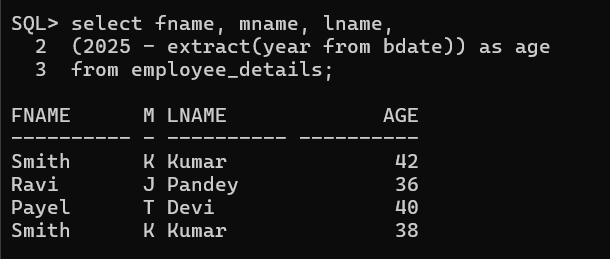 SQL> select fname, mname, lname,
  2  (2025 - extract(year from bdate)) as age
  3  from employee_details;

FNAME      M LNAME             AGE
---------- - ---------- ----------
Smith      K Kumar              42
Ravi       J Pandey             36
Payel      T Devi               40
Smith      K Kumar              38